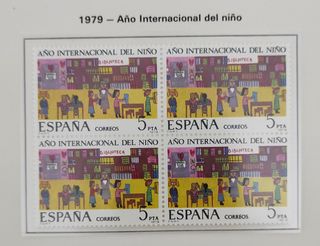 1979 — Año Internacional del niño
AÑO INTERNACIONAL DEL NIÑO AÑO INTERNACIONAL DEL NIÑO
BIBLIOTECA BIBLIOTECA
5 PTA 5 PTA
ESPAÑA CORREOS ESPAÑA CORREOS
AÑO INTERNACIONAL DEL NIÑO AÑO INTERNACIONAL DEL NIÑO
BIBLIOTECA BIBLIOTECA
5 PTA 5 PTA
ESPAÑA CORREOS ESPAÑA CORREOS